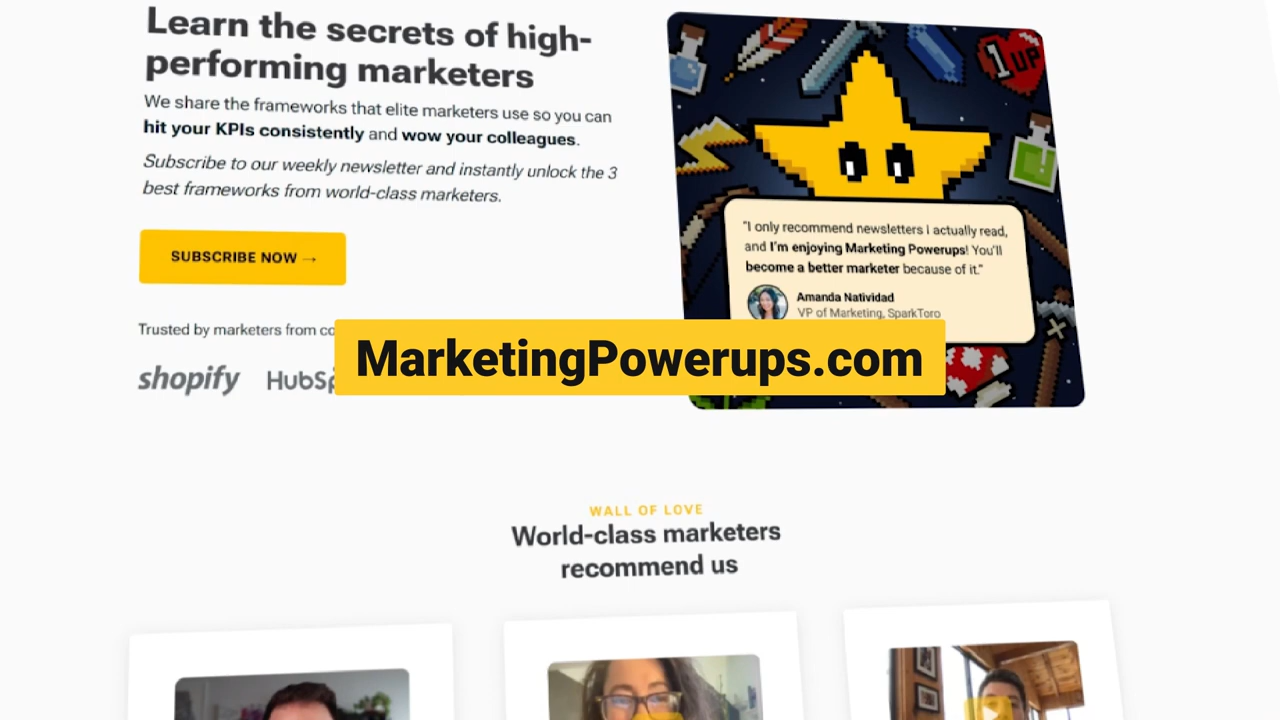 Learn the secrets of high-
performing marketers
We share the frameworks that elite marketers use so you can
hit your KPIs consistently and wow your colleagues.
Subscribe to our weekly newsletter and instantly unlock the 3
best frameworks from world-class marketers.
SUBSCRIBE NOW →
Trusted by marketers from
shopify
1UP
"I only recommend newsletters I actually read,
and I'm enjoying Marketing Powerups! You'll
become a better marketer because of it."
Amanda Natividad
VP of Marketing, SparkToro
MarketingPowerups.com
WALL OF LOVE
World-class marketers
recommend us